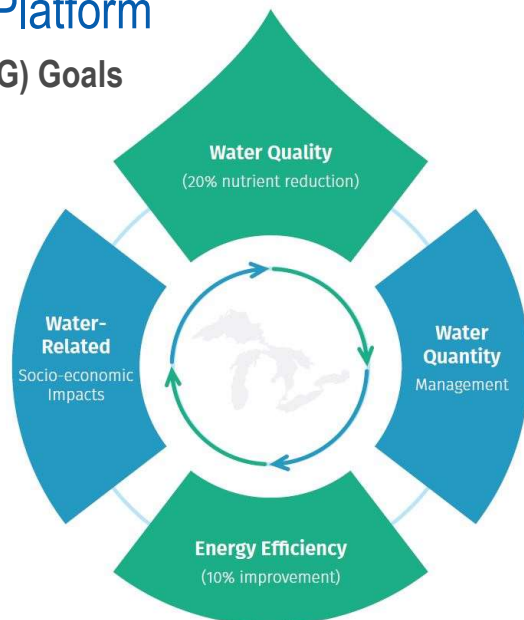 Platform
G) Goals
Water Quality
(20% nutrient reduction)
Water-
Related
Socio-economic
Impacts
Water
Quantity
Management
Energy Efficiency
(10% improvement)